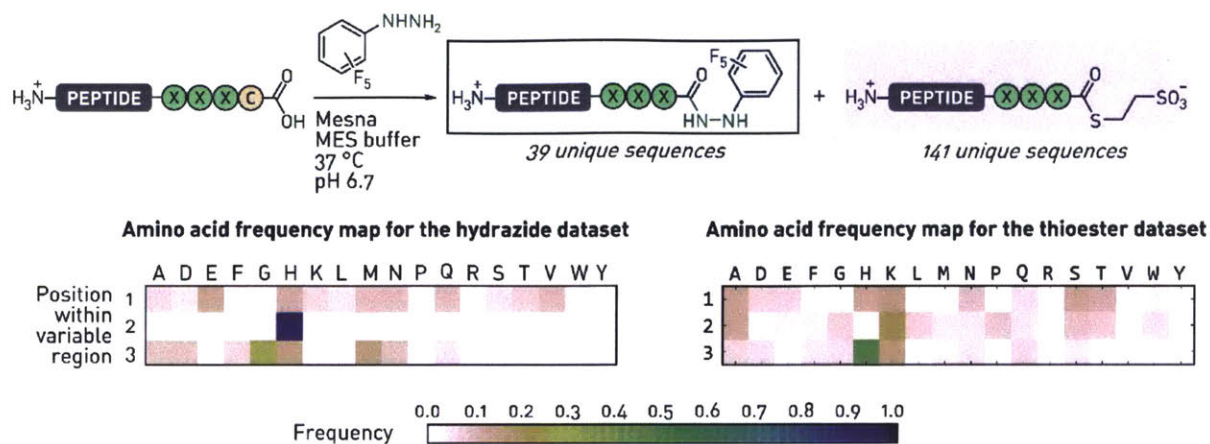 NHNH2
F5
H3N+ PEPTIDE X X X C O OH
Mesna
MES buffer
37 °C
pH 6.7
H3N+ PEPTIDE X X X O HN NH F5
39 unique sequences
+
H3N+ PEPTIDE X X X O S SO3−
141 unique sequences
Amino acid frequency map for the hydrazide dataset
A D E F G H K L M N P Q R S T V W Y
Position within variable region
1
2
3
Amino acid frequency map for the thioester dataset
A D E F G H K L M N P Q R S T V W Y
1
2
3
0.0 0.1 0.2 0.3 0.4 0.5 0.6 0.7 0.8 0.9 1.0
Frequency